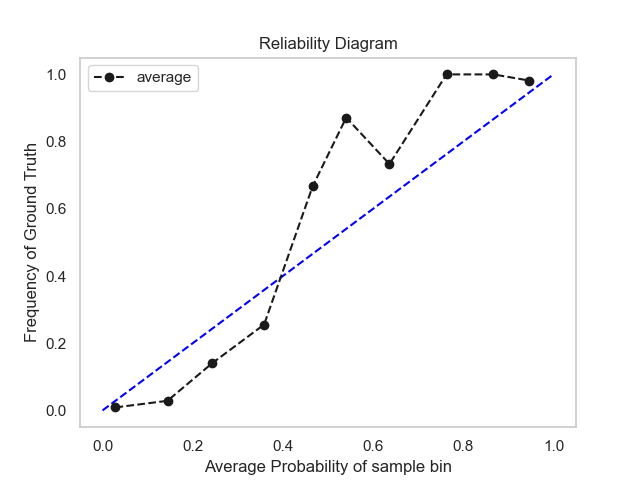 Reliability Diagram
average
Frequency of Ground Truth
1.0
0.8
0.6
0.4
0.2
0.0
0.0 0.2 0.4 0.6 0.8 1.0
Average Probability of sample bin